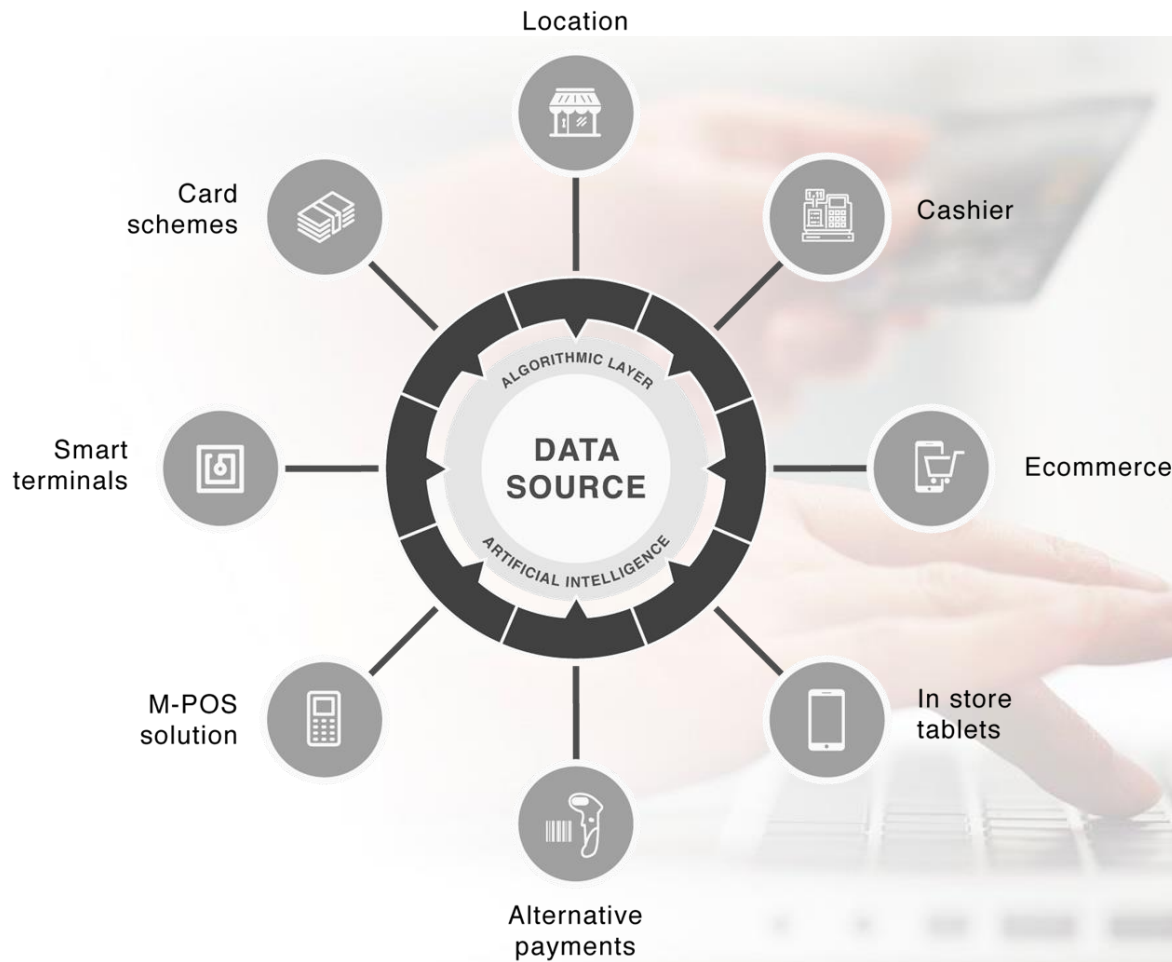 Location
Card
schemes
Cashier
ALGORITHMIC LAYER
DATA
SOURCE
ARTIFICIAL INTELLIGENCE
Smart
terminals
Ecommerce
M-POS
solution
In store
tablets
Alternative
payments